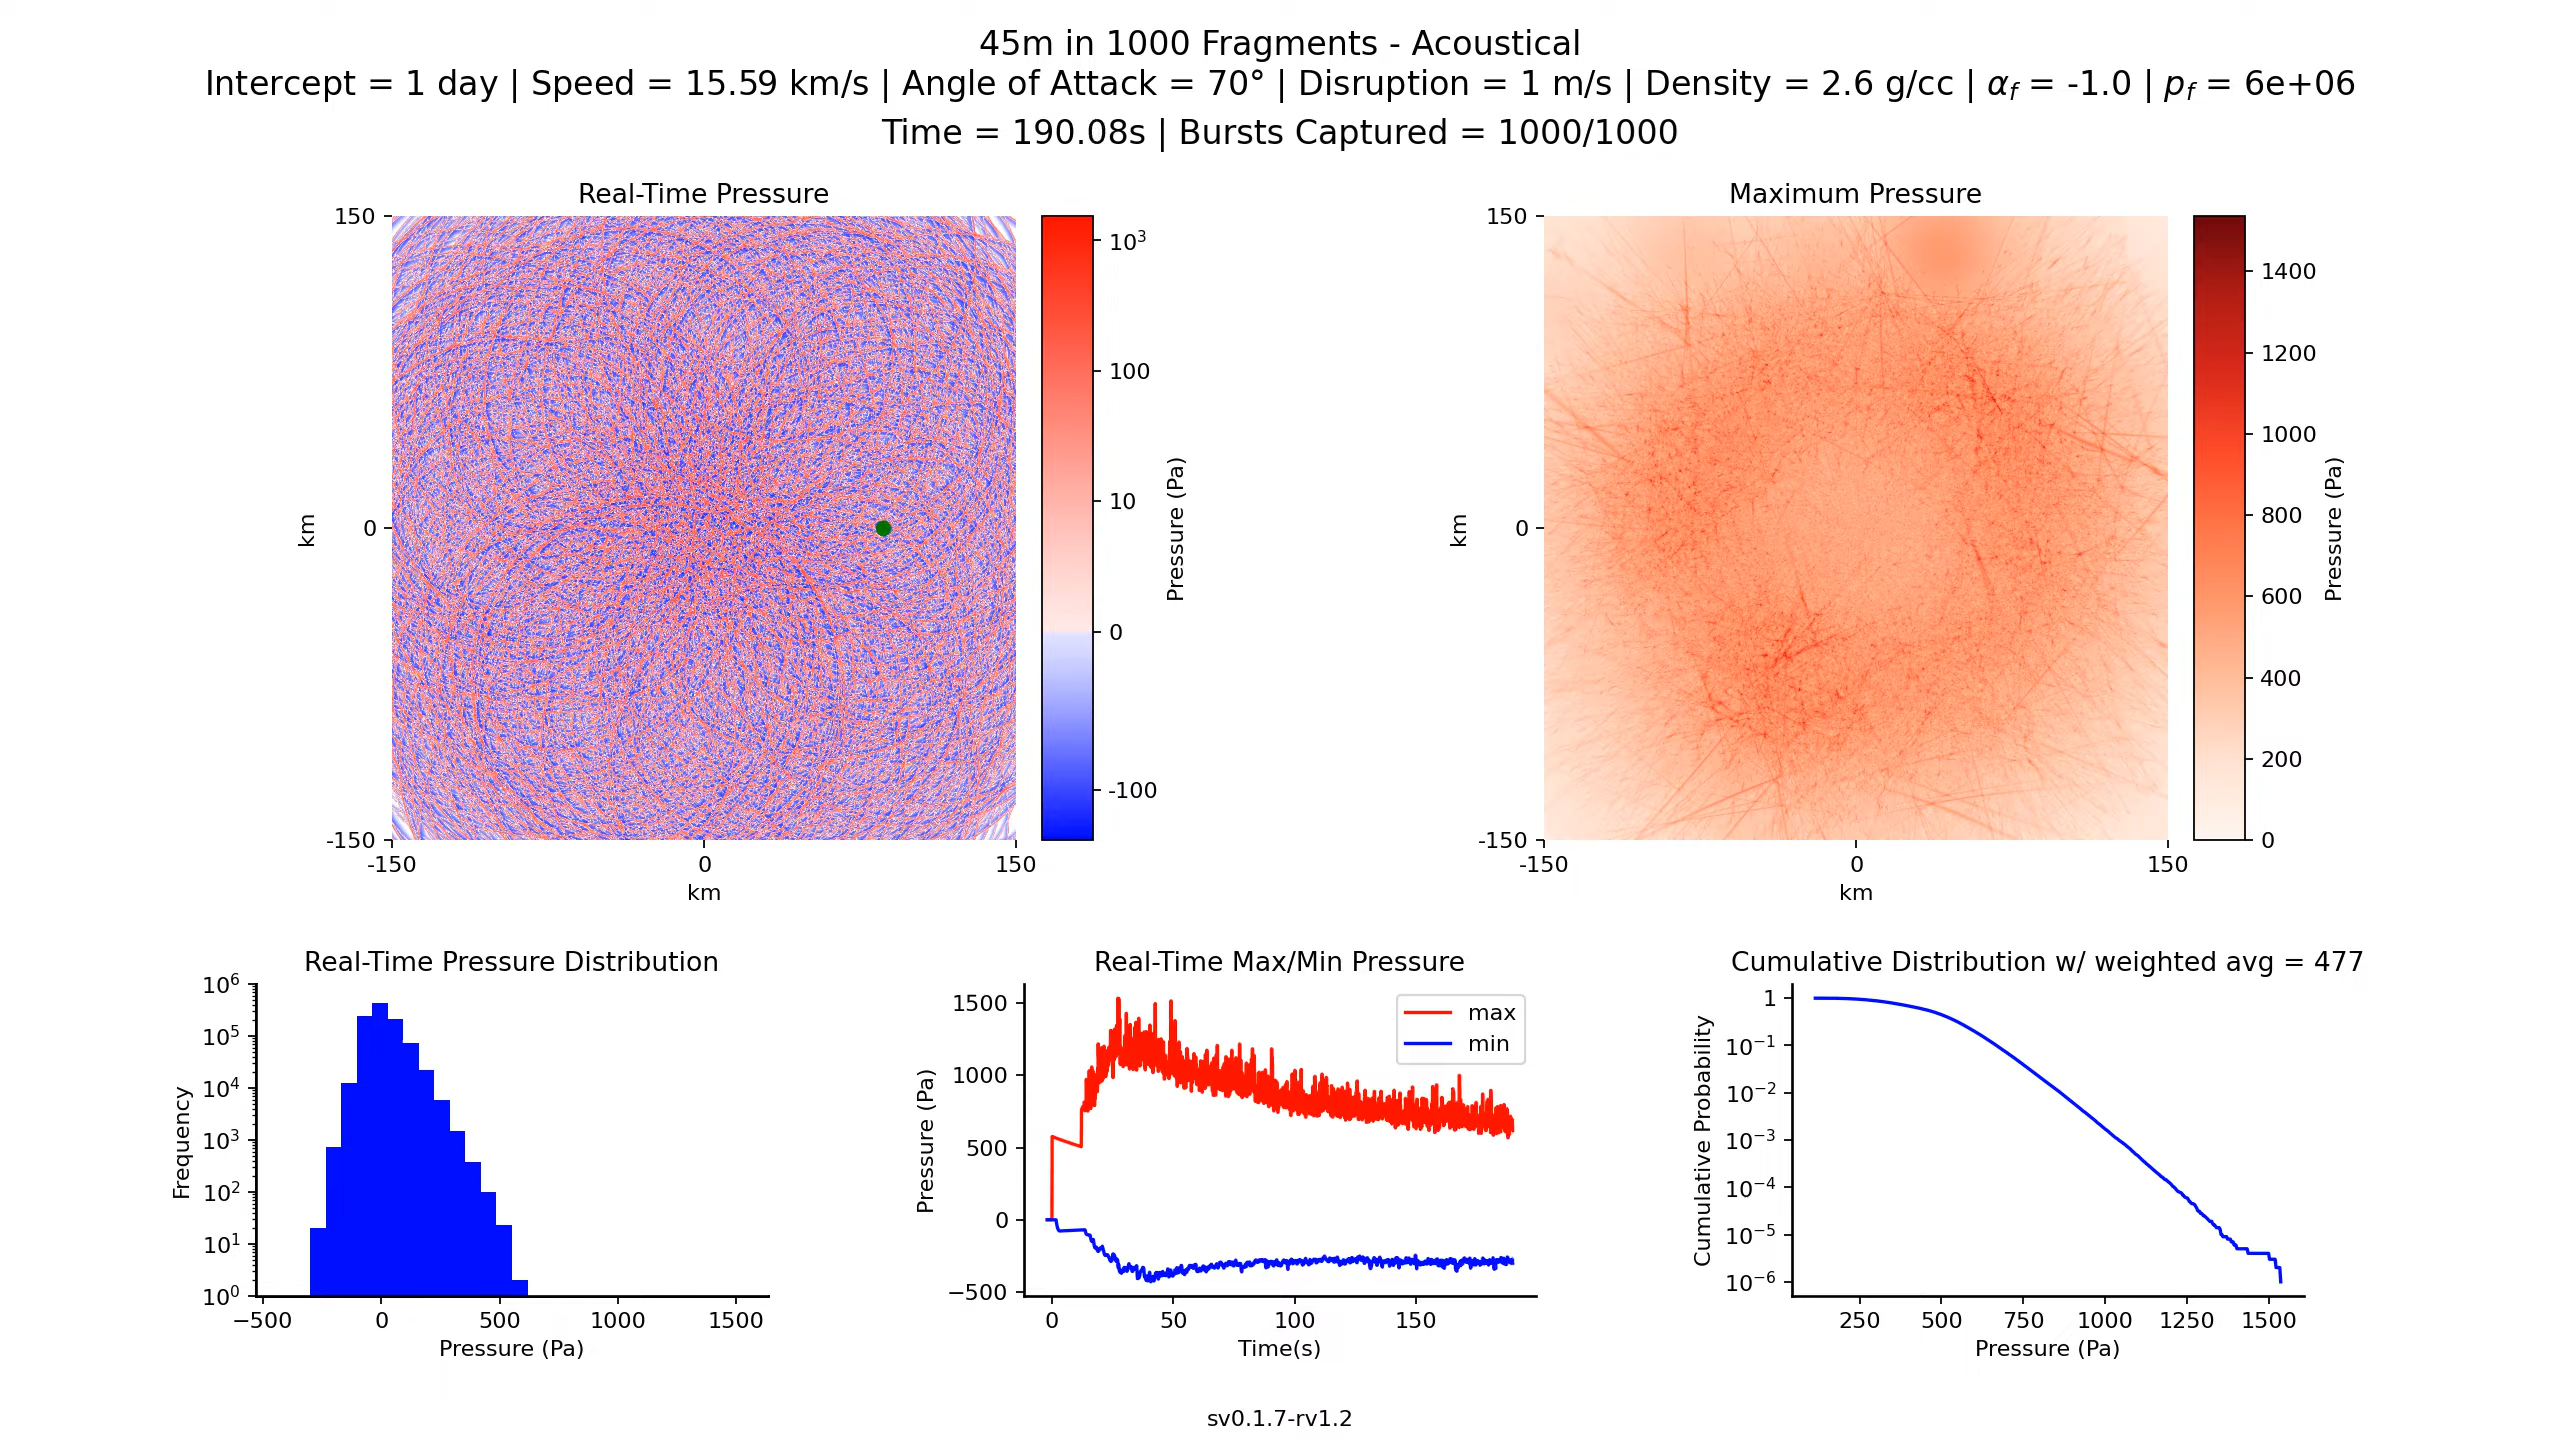 45m in 1000 Fragments - Acoustical
Intercept = 1 day | Speed = 15.59 km/s | Angle of Attack = 70° | Disruption = 1 m/s | Density = 2.6 g/cc | α_f = -1.0 | p_f = 6e+06
Time = 190.08s | Bursts Captured = 1000/1000
Real-Time Pressure
150
0
-150
km
-150 0 150
km
10³
100
10
0
-100
Pressure (Pa)
Maximum Pressure
150
0
-150
km
-150 0 150
km
1400
1200
1000
800
600
400
200
0
Pressure (Pa)
Real-Time Pressure Distribution
10⁶
10⁵
10⁴
10³
10²
10¹
10⁰
Frequency
−500 0 500 1000 1500
Pressure (Pa)
Real-Time Max/Min Pressure
1500
1000
500
0
−500
Pressure (Pa)
max
min
0 50 100 150
Time(s)
Cumulative Distribution w/ weighted avg = 477
1
10⁻¹
10⁻²
10⁻³
10⁻⁴
10⁻⁵
10⁻⁶
Cumulative Probability
250 500 750 1000 1250 1500
Pressure (Pa)
sv0.1.7-rv1.2